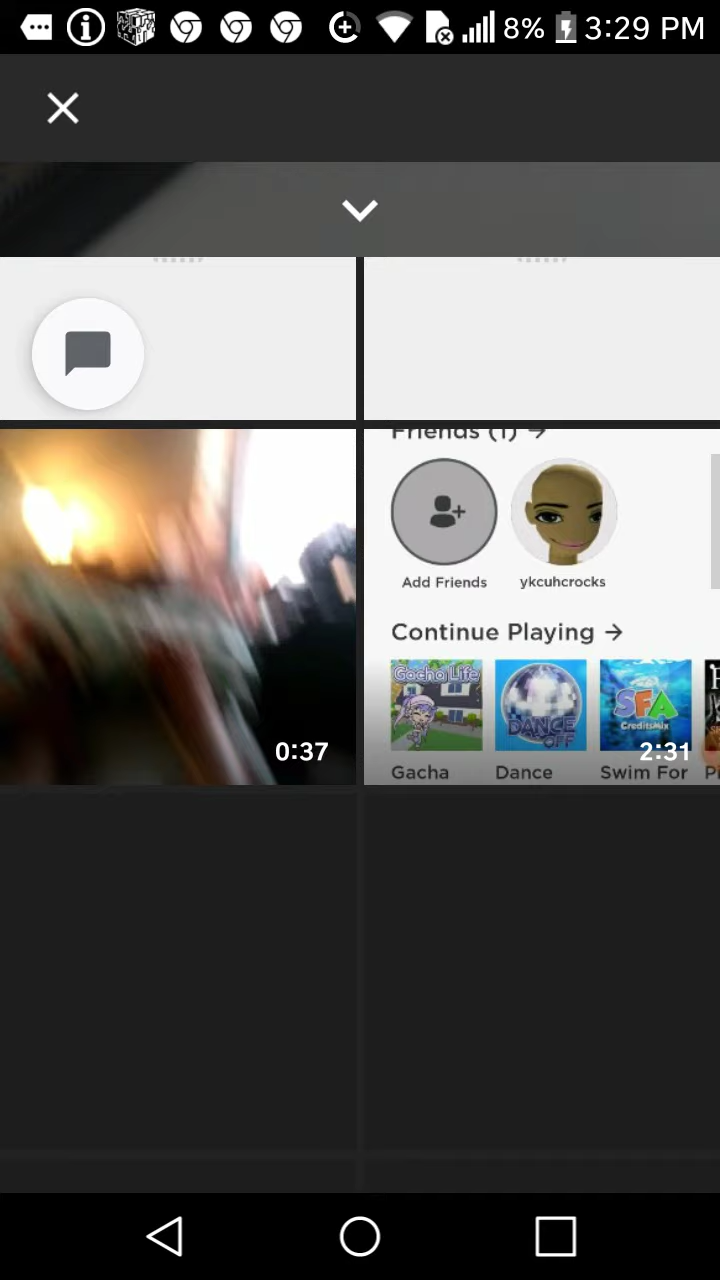 8% 3:29 PM
Friends (1) →
Add Friends ykcuhcrocks
Continue Playing →
Gacha Life
DANCE OFF
SFA
CreditsMix
0:37
2:31
Gacha Dance Swim For